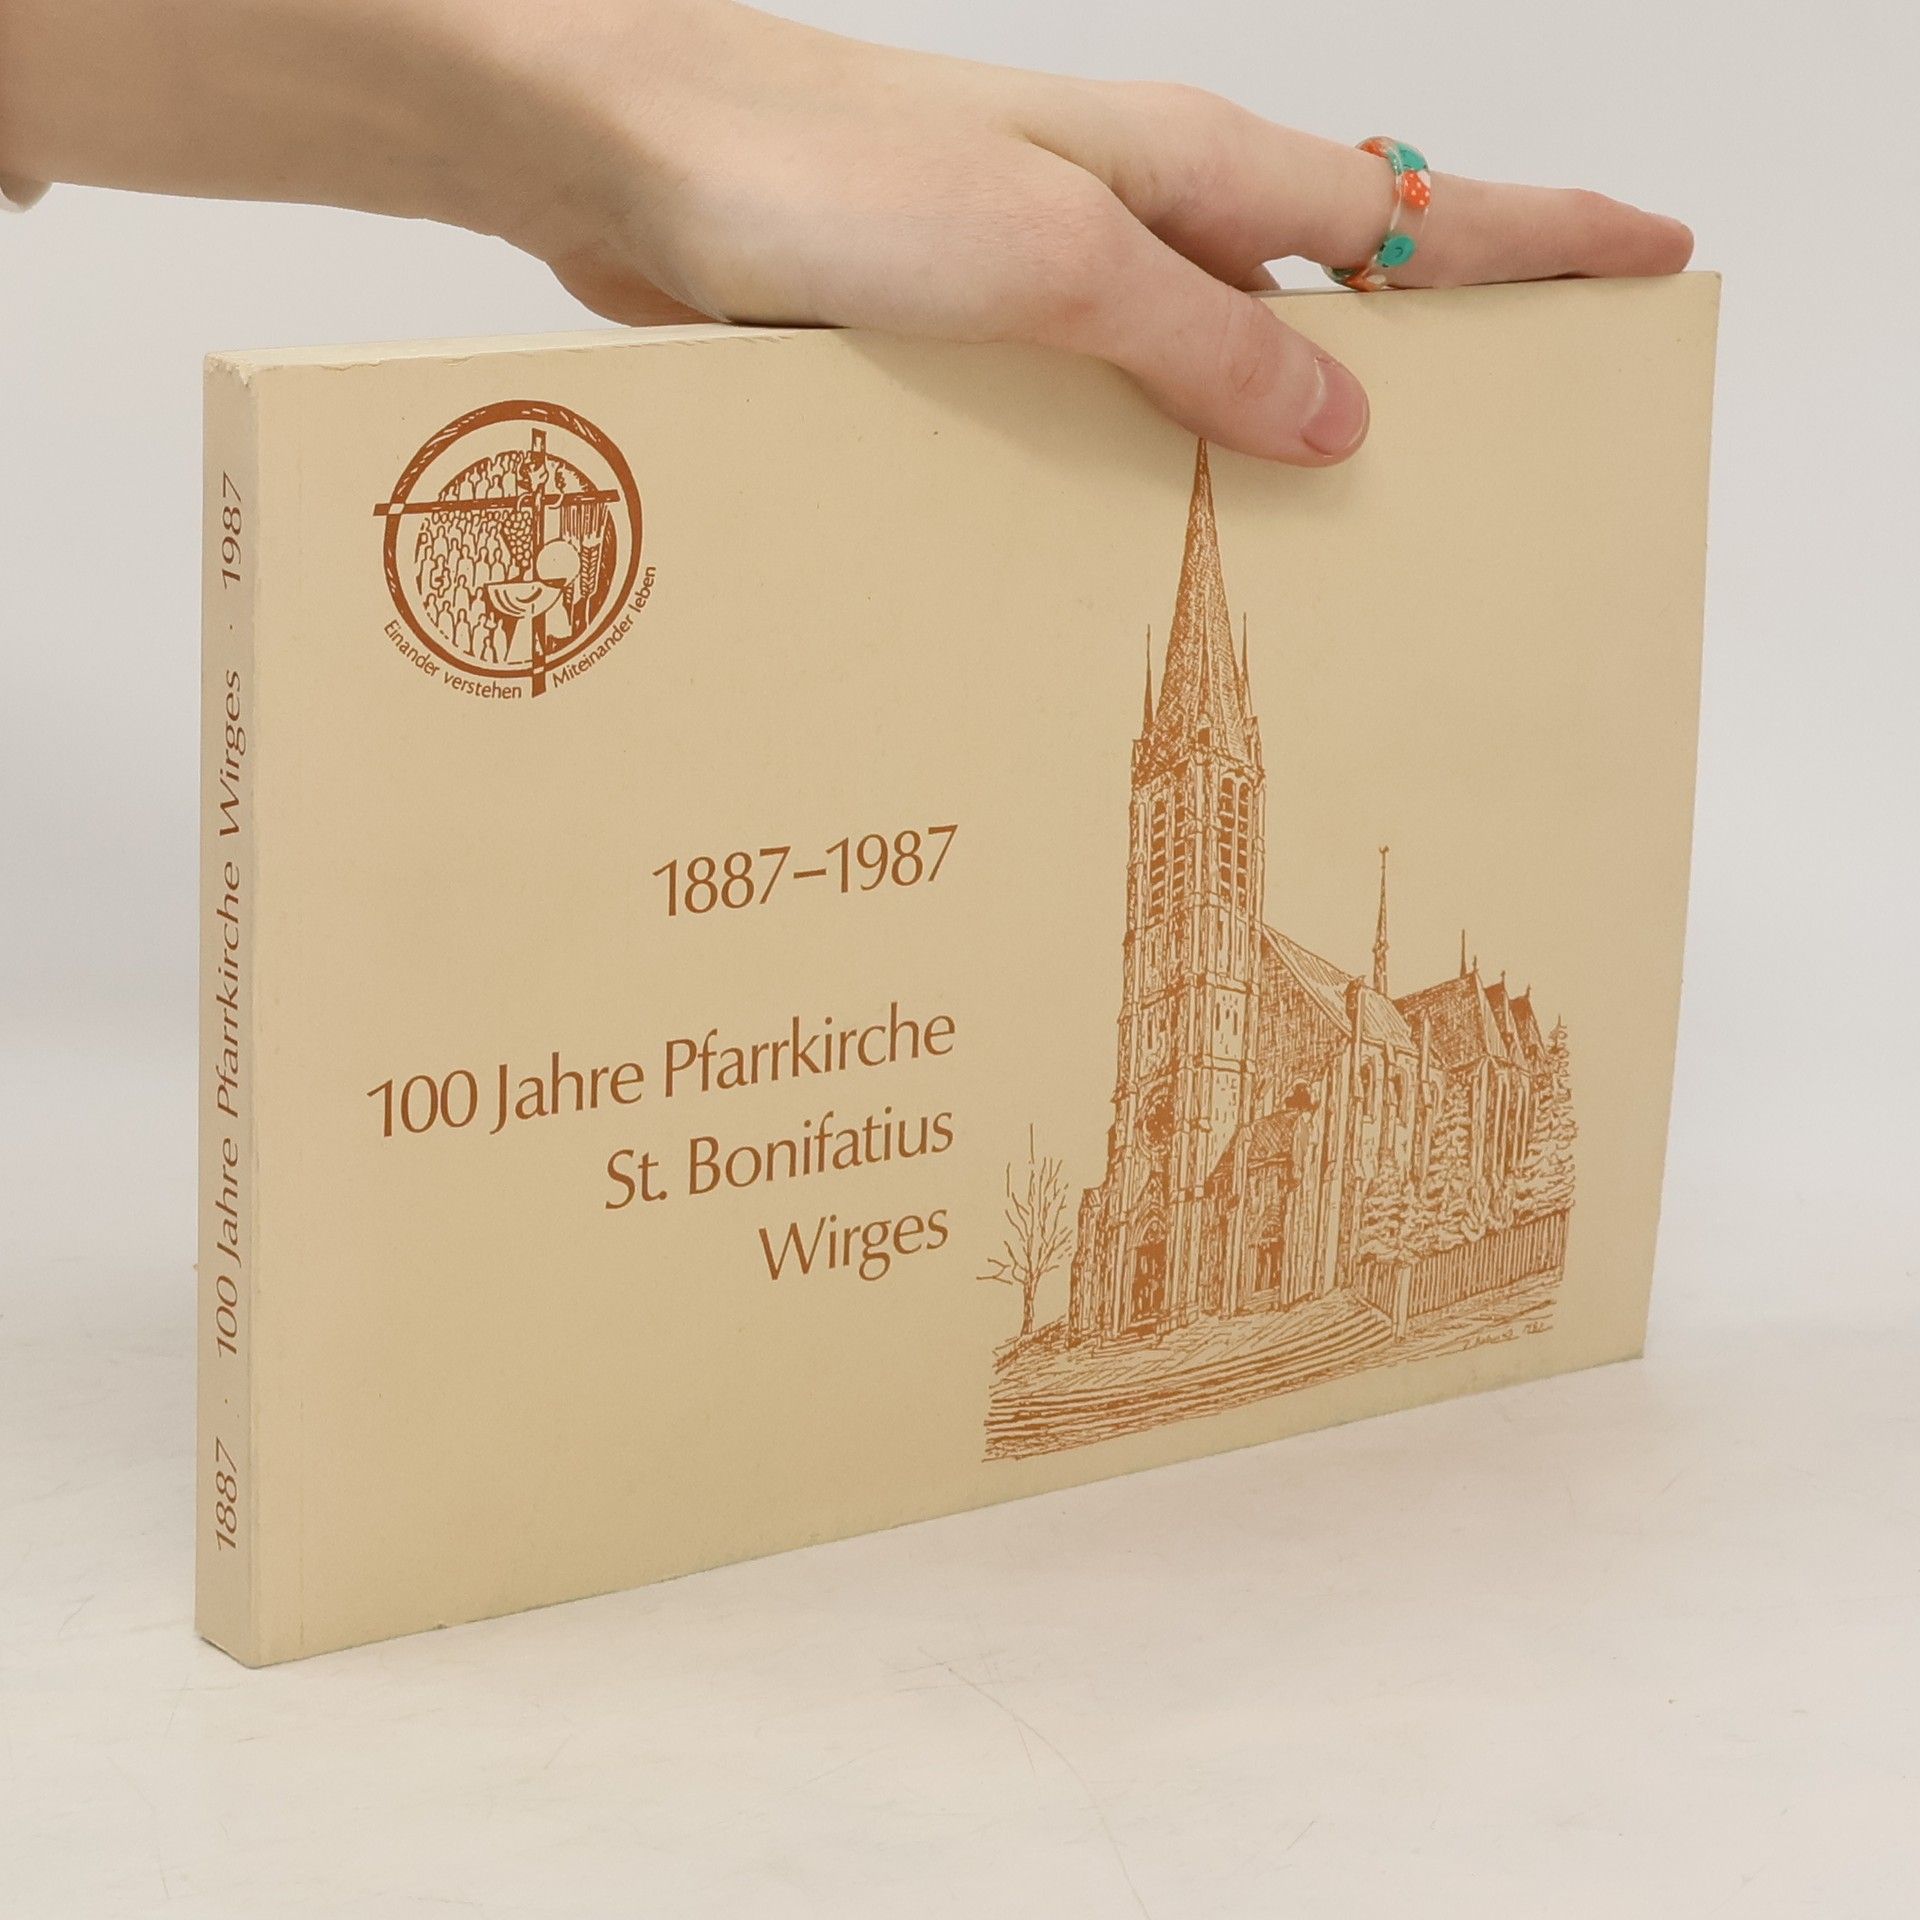 1887 · 100 Jahre Pfarrkirche Wirges · 1987
Einander verstehen Miteinander leben
1887–1987
100 Jahre Pfarrkirche
St. Bonifatius
Wirges